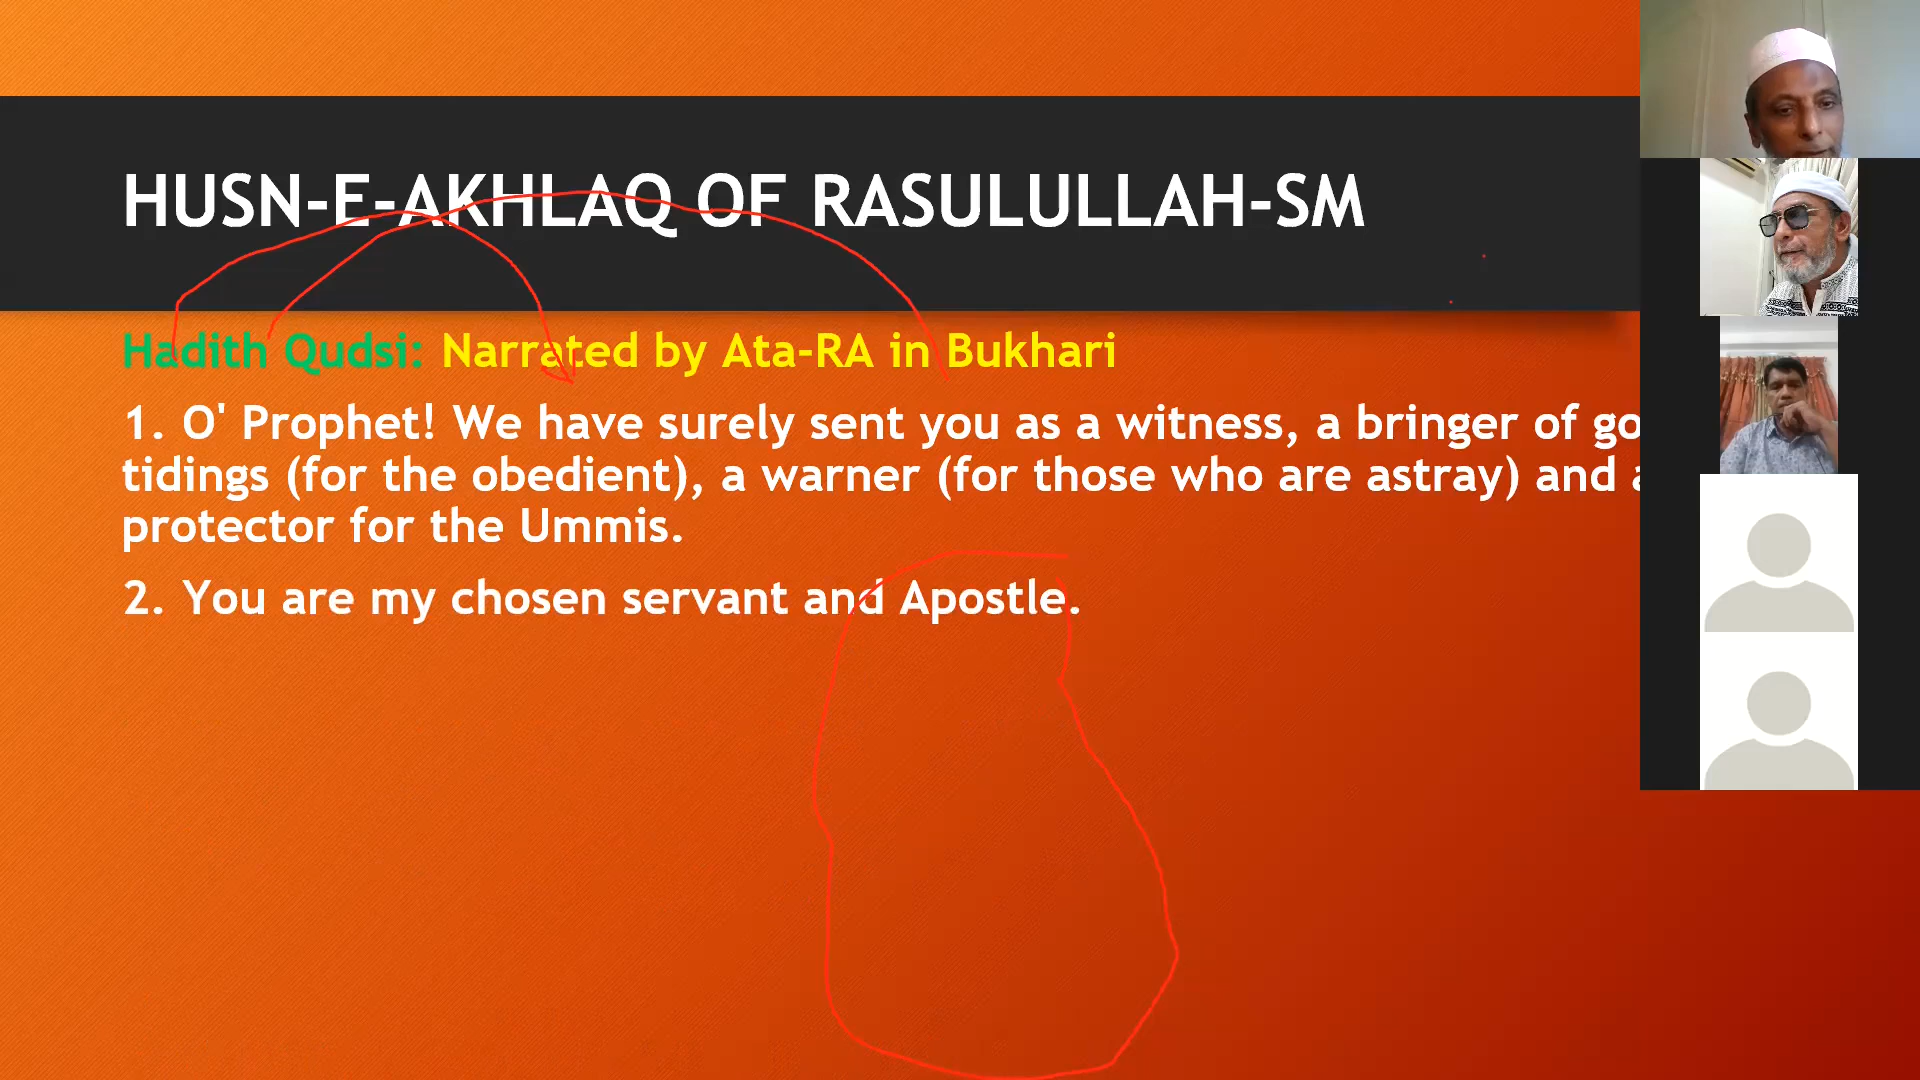 HUSN-E-AKHLAQ OF RASULULLAH-SM
Hadith Qudsi: Narrated by Ata-RA in Bukhari
1. O' Prophet! We have surely sent you as a witness, a bringer of
tidings (for the obedient), a warner (for those who are astray) and
protector for the Ummis.
2. You are my chosen servant and Apostle.